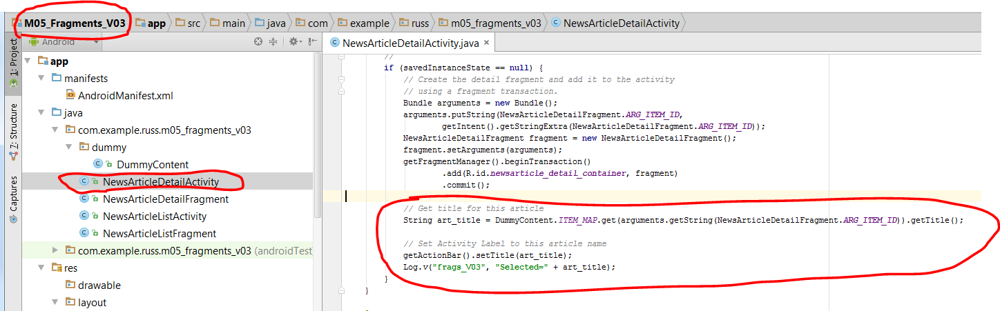 M05_Fragments_V03 app src main java com example russ m05_fragments_v03 NewsArticleDetailActivity
Android
NewsArticleDetailActivity.java ×
1: Project
7: Structure
Captures
app
manifests
AndroidManifest.xml
java
com.example.russ.m05_fragments_v03
dummy
DummyContent
NewsArticleDetailActivity
NewsArticleDetailFragment
NewsArticleListActivity
NewsArticleListFragment
com.example.russ.m05_fragments_v03 (androidTest)
res
drawable
layout
//
if (savedInstanceState == null) {
// Create the detail fragment and add it to the activity
// using a fragment transaction.
Bundle arguments = new Bundle();
arguments.putString(NewsArticleDetailFragment.ARG_ITEM_ID,
getIntent().getStringExtra(NewsArticleDetailFragment.ARG_ITEM_ID));
NewsArticleDetailFragment fragment = new NewsArticleDetailFragment();
fragment.setArguments(arguments);
getFragmentManager().beginTransaction()
.add(R.id.newsarticle_detail_container, fragment)
.commit();
// Get title for this article
String art_title = DummyContent.ITEM_MAP.get(arguments.getString(NewsArticleDetailFragment.ARG_ITEM_ID)).getTitle();
// Set Activity Label to this article name
getActionBar().setTitle(art_title);
Log.v("frags_V03", "Selected=" + art_title);
}
}